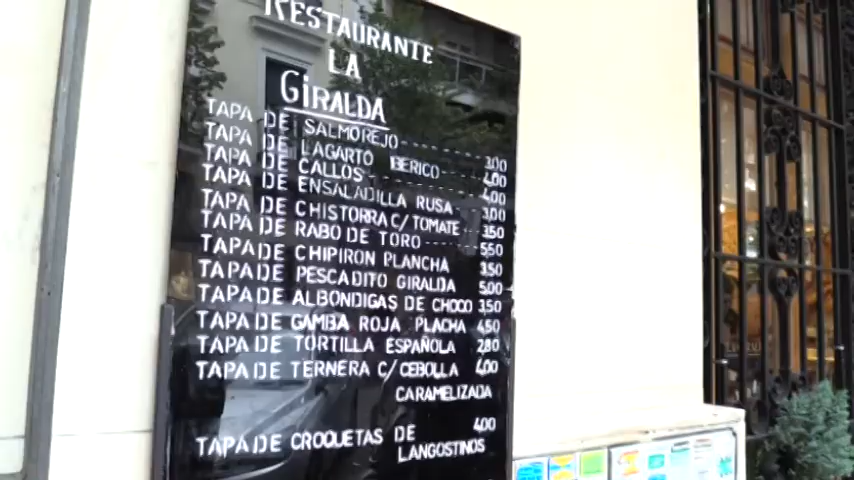 RESTAURANTE
LA
GIRALDA
TAPA DE SALMOREJO 3.00
TAPA DE LAGARTO IBERICO 4,00
TAPA DE CALLOS 4,00
TAPA DE ENSALADILLA RUSA 3,00
TAPA DE CHISTORRA C/ TOMATE 3,50
TAPA DE RABO DE TORO 5,50
TAPA DE CHIPIRON PLANCHA 3,50
TAPA DE PESCADITO GIRALDA 5,00
TAPA DE ALBONDIGAS DE CHOCO 3,50
TAPA DE GAMBA ROJA PLACHA 4,50
TAPA DE TORTILLA ESPAÑOLA 2,80
TAPA DE TERNERA C/CEBOLLA 4,00
CARAMELIZADA
TAPA DE CROQUETAS DE 4.00
LANGOSTINOS